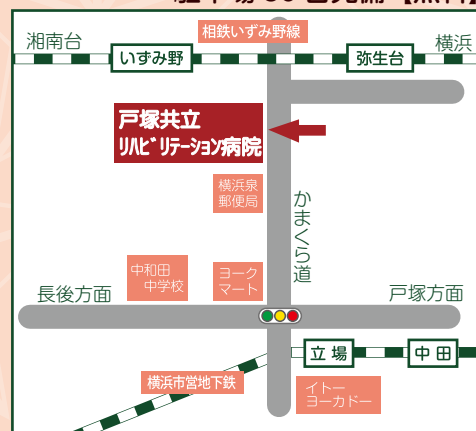 相鉄いずみ野線
湘南台
横浜
いずみ野
弥生台
戸塚共立
リハビリテーション病院
横浜泉
郵便局
かまくら道
中和田
中学校
ヨーク
マート
長後方面
戸塚方面
立場
中田
横浜市営地下鉄
イトー
ヨーカドー